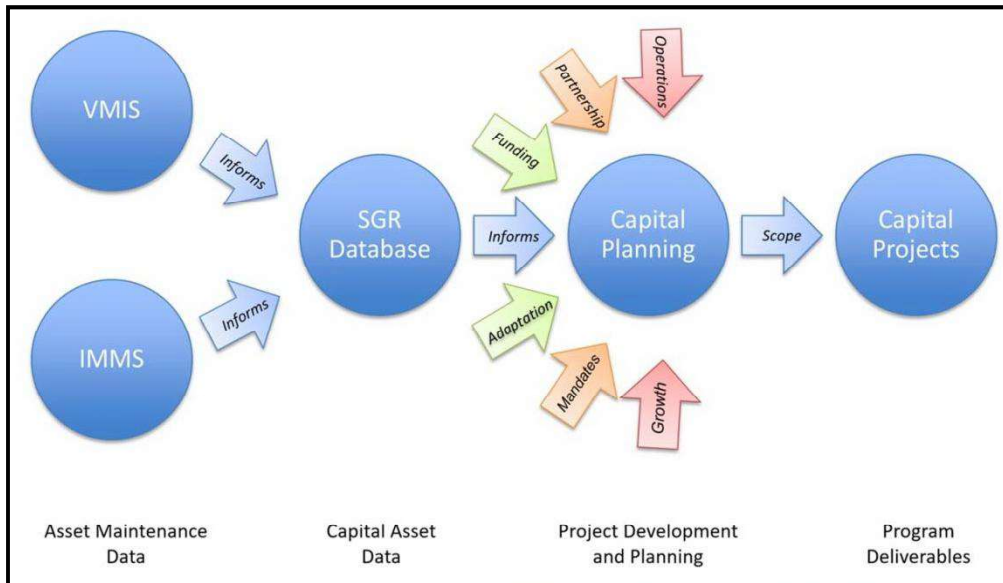 VMIS
Informs
IMMS
Informs
SGR
Database
Informs
Funding
Partnership
Operations
Capital
Planning
Adaptation
Mandates
Growth
Scope
Capital
Projects
Asset Maintenance
Data
Capital Asset
Data
Project Development
and Planning
Program
Deliverables